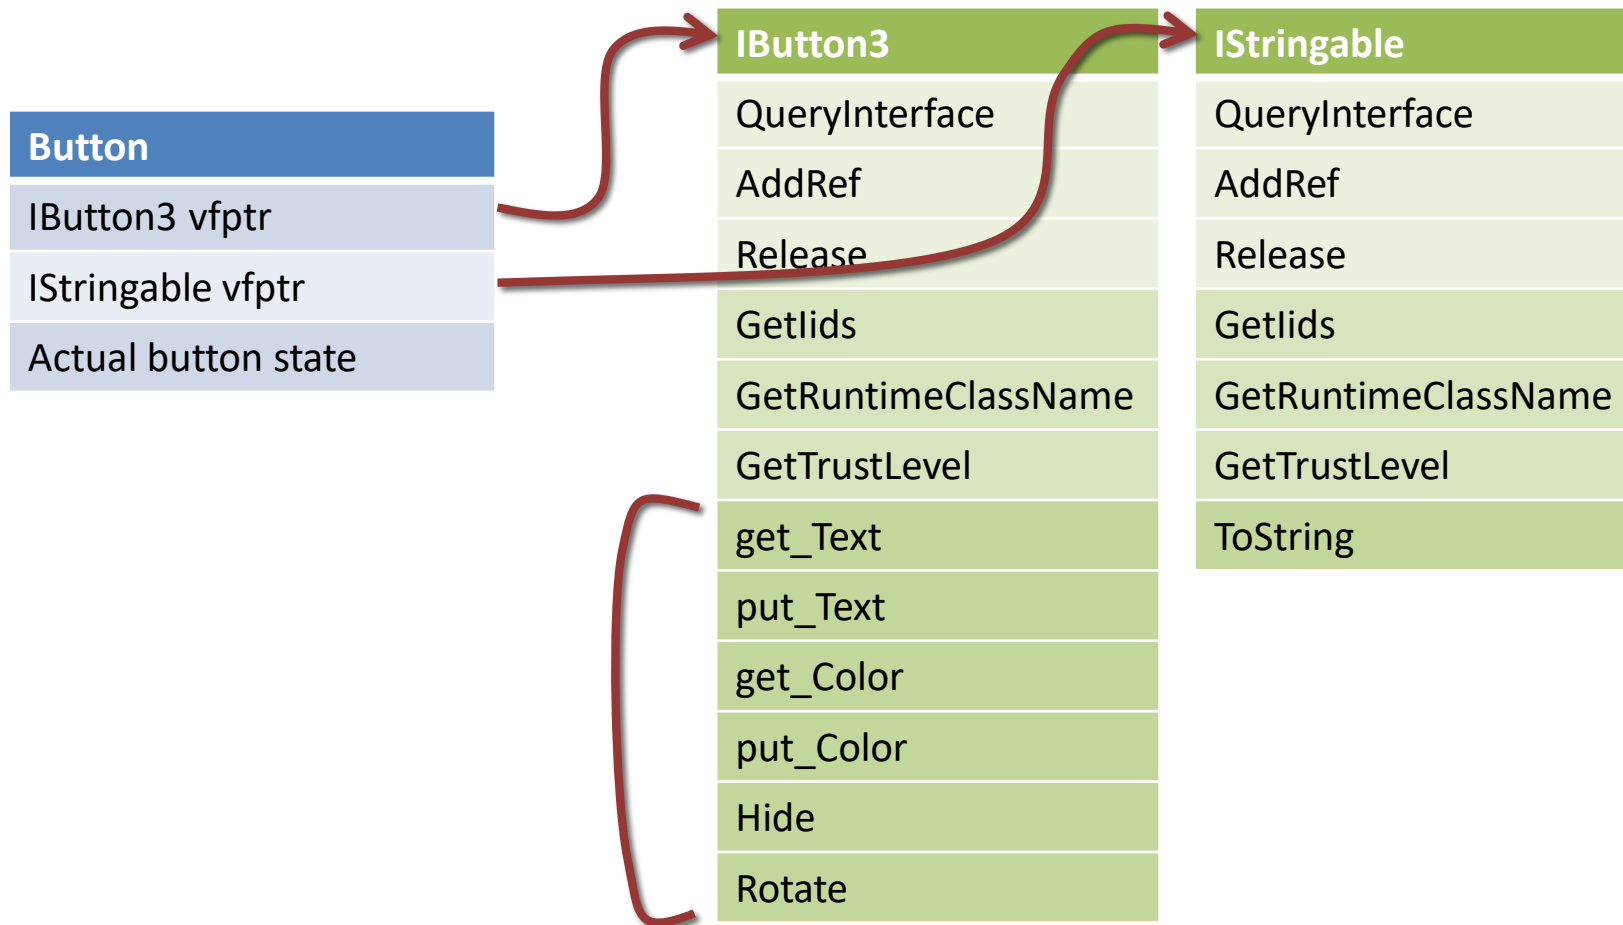 Button
IButton3 vfptr
IStringable vfptr
Actual button state
IButton3
QueryInterface
AddRef
Release
GetIids
GetRuntimeClassName
GetTrustLevel
get_Text
put_Text
get_Color
put_Color
Hide
Rotate
IStringable
QueryInterface
AddRef
Release
GetIids
GetRuntimeClassName
GetTrustLevel
ToString